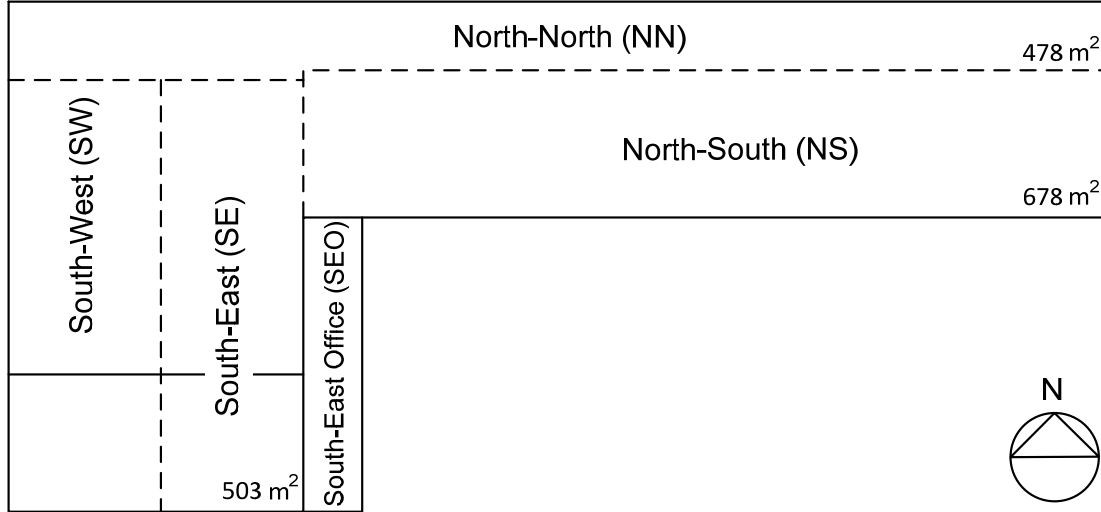 North-North (NN)
478 m²
South-West (SW)
South-East (SE)
North-South (NS)
678 m²
South-East Office (SEO)
503 m²
N